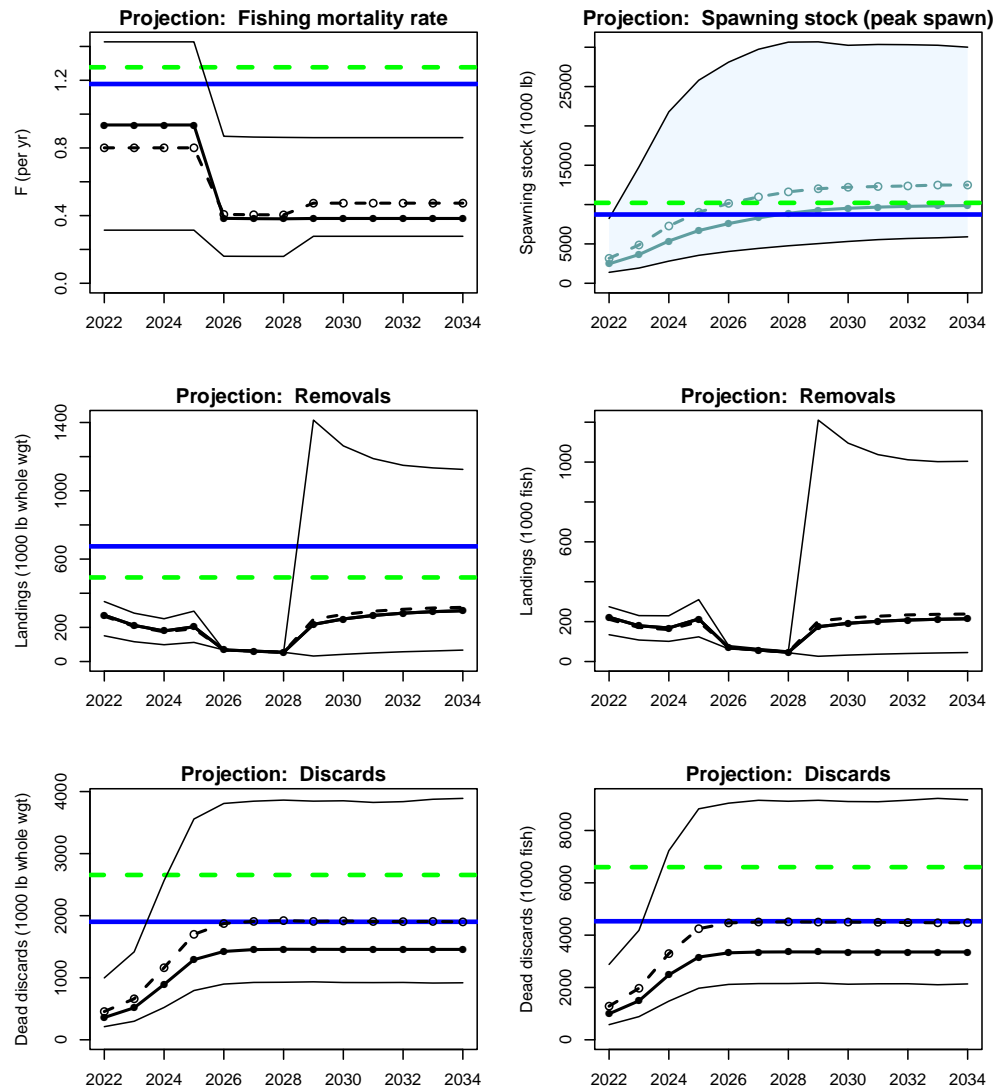 Projection: Fishing mortality rate
F (per yr)
0.0 0.4 0.8 1.2
2022 2024 2026 2028 2030 2032 2034
Projection: Spawning stock (peak spawn)
Spawning stock (1000 lb)
0 5000 15000 25000
2022 2024 2026 2028 2030 2032 2034
Projection: Removals
Landings (1000 lb whole wgt)
0 200 600 1000 1400
2022 2024 2026 2028 2030 2032 2034
Projection: Removals
Landings (1000 fish)
0 200 600 1000
2022 2024 2026 2028 2030 2032 2034
Projection: Discards
Dead discards (1000 lb whole wgt)
0 1000 2000 3000 4000
2022 2024 2026 2028 2030 2032 2034
Projection: Discards
Dead discards (1000 fish)
0 2000 4000 6000 8000
2022 2024 2026 2028 2030 2032 2034